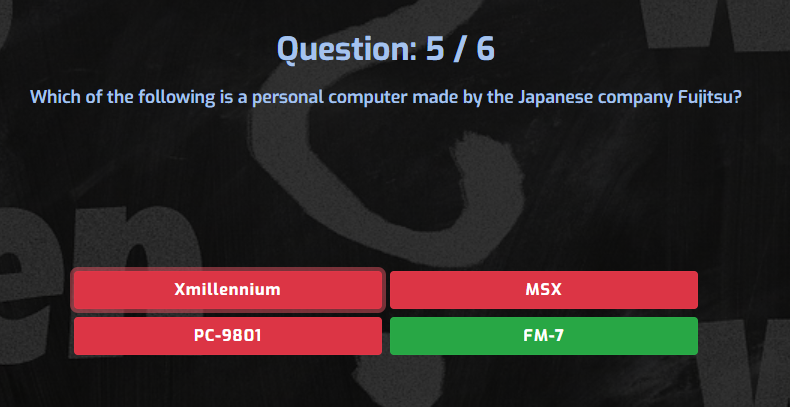 Question: 5 / 6
Which of the following is a personal computer made by the Japanese company Fujitsu?
Xmillennium
MSX
PC-9801
FM-7